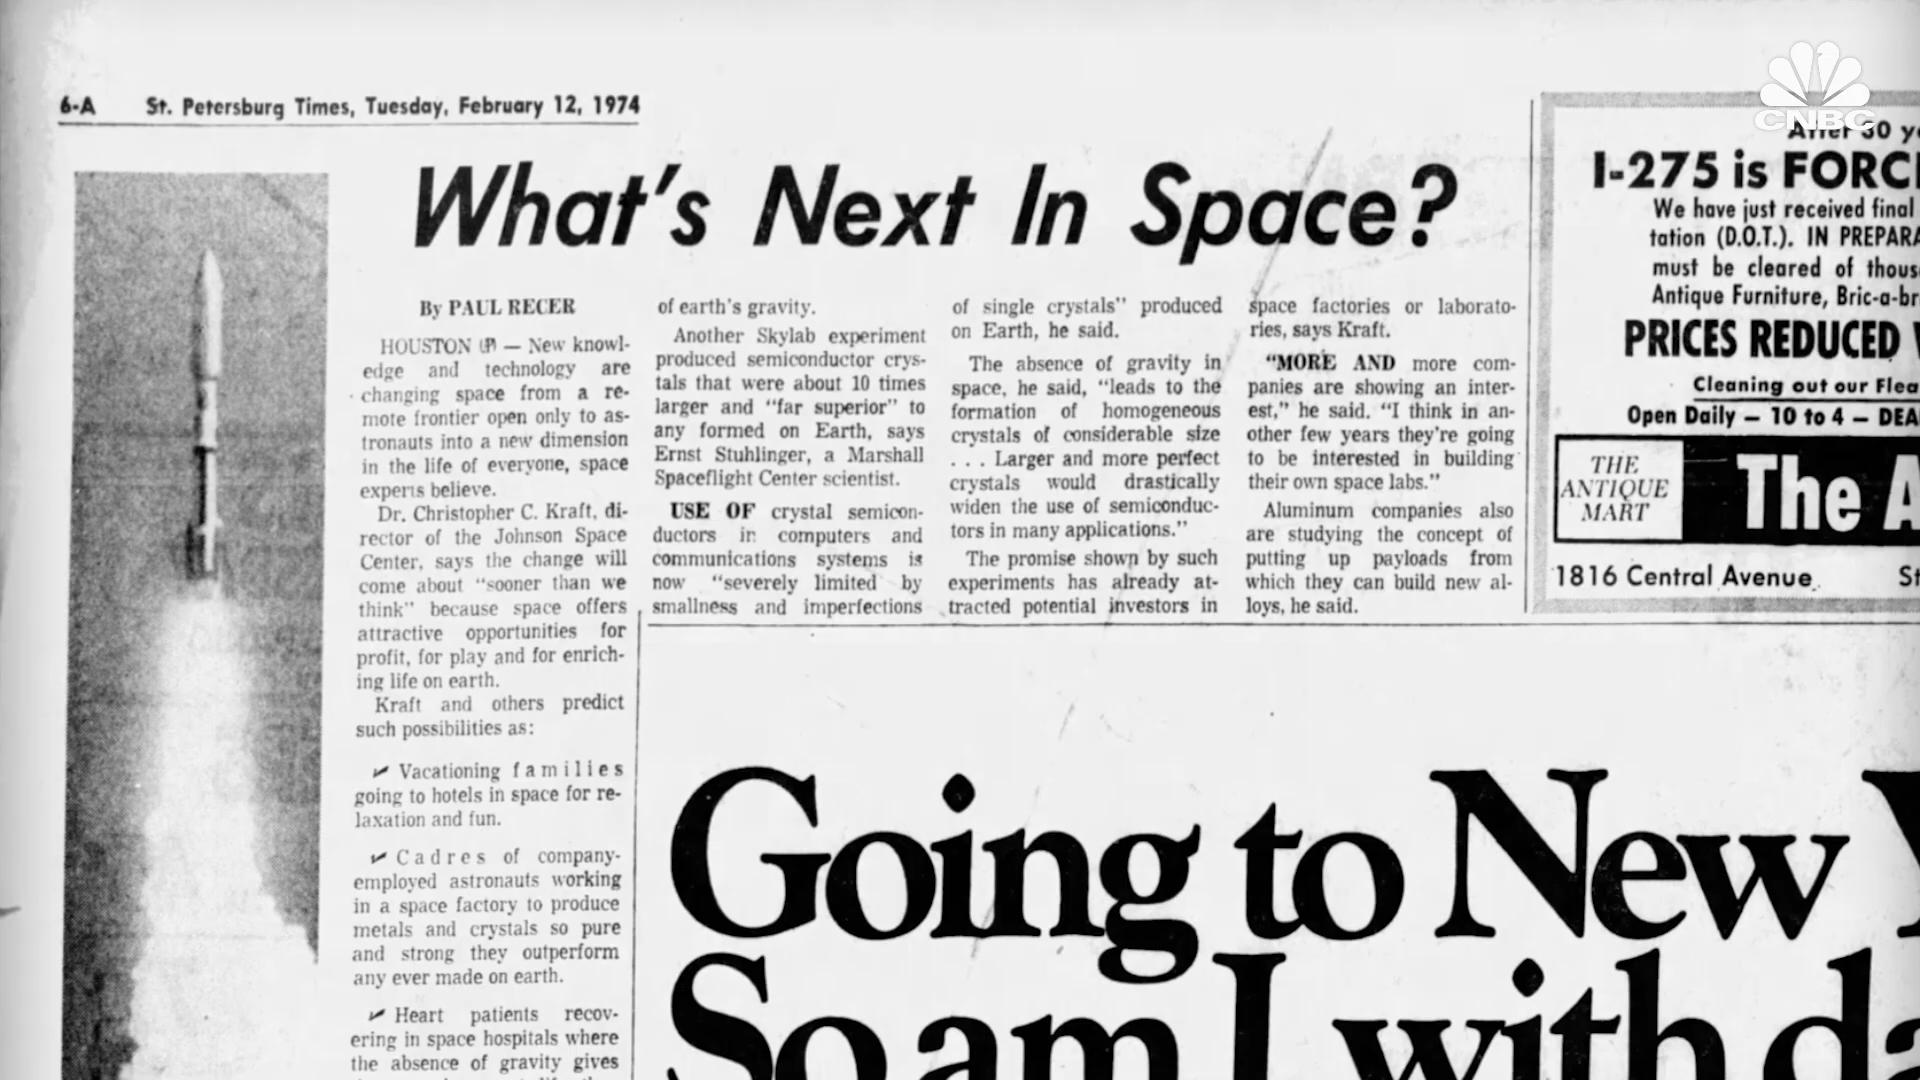 6-A St. Petersburg Times, Tuesday, February 12, 1974
What's Next In Space?
By PAUL RECER
HOUSTON (AP) — New knowl-
edge and technology are
changing space from a re-
mote frontier open only to as-
tronauts into a new dimension
in the life of everyone, space
experts believe.
Dr. Christopher C. Kraft, di-
rector of the Johnson Space
Center, says the change will
come about "sooner than we
think" because space offers
attractive opportunities for
profit, for play and for enrich-
ing life on earth.
Kraft and others predict
such possibilities as:
Vacationing families
going to hotels in space for re-
laxation and fun.
Cadres of company-
employed astronauts working
in a space factory to produce
metals and crystals so pure
and strong they outperform
any ever made on earth.
Heart patients recov-
ering in space hospitals where
the absence of gravity gives
of earth's gravity.
Another Skylab experiment
produced semiconductor crys-
tals that were about 10 times
larger and "far superior" to
any formed on Earth, says
Ernst Stuhlinger, a Marshall
Spaceflight Center scientist.
USE OF crystal semicon-
ductors in computers and
communications systems is
now "severely limited by
smallness and imperfections
of single crystals" produced
on Earth, he said.
The absence of gravity in
space, he said, "leads to the
formation of homogeneous
crystals of considerable size
. . . Larger and more perfect
crystals would drastically
widen the use of semiconduc-
tors in many applications."
The promise shown by such
experiments has already at-
tracted potential investors in
space factories or laborato-
ries, says Kraft.
"MORE AND more com-
panies are showing an inter-
est," he said. "I think in an-
other few years they're going
to be interested in building
their own space labs."
Aluminum companies also
are studying the concept of
putting up payloads from
which they can build new al-
loys, he said.
CNBC
After 30 y
I-275 is FORC
We have just received final
tation (D.O.T.). IN PREPARA
must be cleared of thous
Antique Furniture, Bric-a-br
PRICES REDUCED
Cleaning out our Flea
Open Daily — 10 to 4 — DEA
THE
ANTIQUE
MART
The A
1816 Central Avenue St
Going to New Y
So am I with da